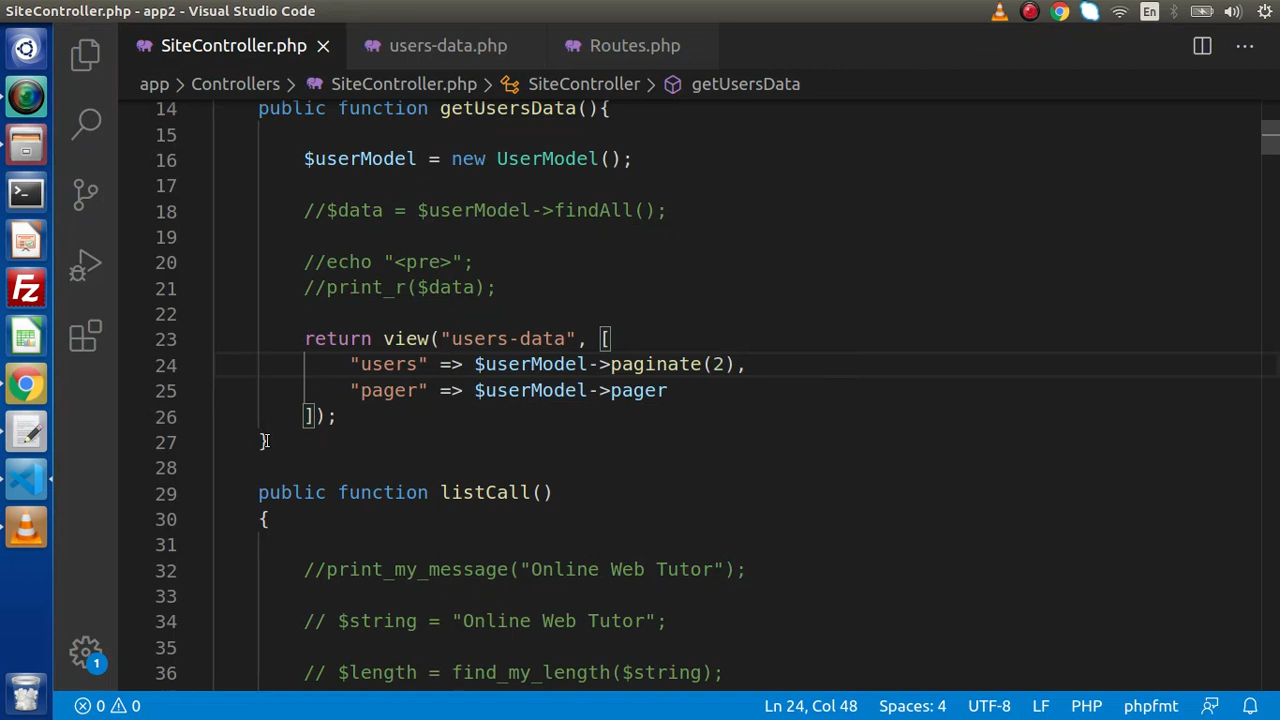 SiteController.php - app2 - Visual Studio Code
En
SiteController.php
users-data.php
Routes.php
app
Controllers
SiteController.php
SiteController
getUsersData
14 public function getUsersData(){
15
16 $userModel = new UserModel();
17
18 //$data = $userModel->findAll();
19
20 //echo "<pre>";
21 //print_r($data);
22
23 return view("users-data", [
24 "users" => $userModel->paginate(2),
25 "pager" => $userModel->pager
26 ]);
27 }
28
29 public function listCall()
30 {
31
32 //print_my_message("Online Web Tutor");
33
34 // $string = "Online Web Tutor";
35
36 // $length = find_my_length($string);
1
0 0
Ln 24, Col 48
Spaces: 4
UTF-8
LF
PHP
phpfmt